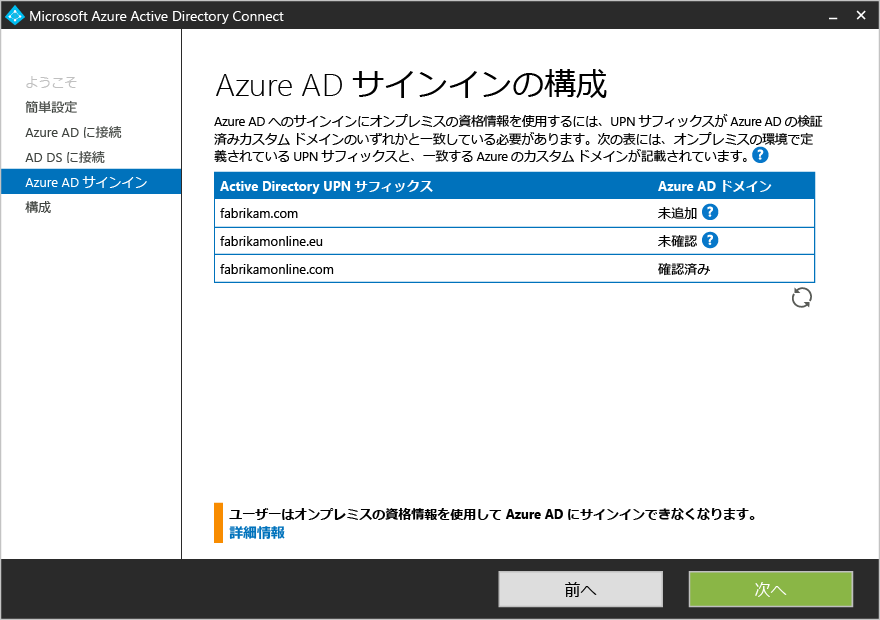 Microsoft Azure Active Directory Connect
ようこそ
簡単設定
Azure AD に接続
AD DS に接続
Azure AD サインイン
構成
Azure AD サインインの構成
Azure AD へのサインインにオンプレミスの資格情報を使用するには、UPN サフィックスが Azure AD の検証
済みカスタム ドメインのいずれかと一致している必要があります。次の表には、オンプレミスの環境で定
義されている UPN サフィックスと、一致する Azure のカスタム ドメインが記載されています。 ?
Active Directory UPN サフィックス Azure AD ドメイン
fabrikam.com 未追加 ?
fabrikamonline.eu 未確認 ?
fabrikamonline.com 確認済み
ユーザーはオンプレミスの資格情報を使用して Azure AD にサインインできなくなります。
詳細情報
前へ 次へ